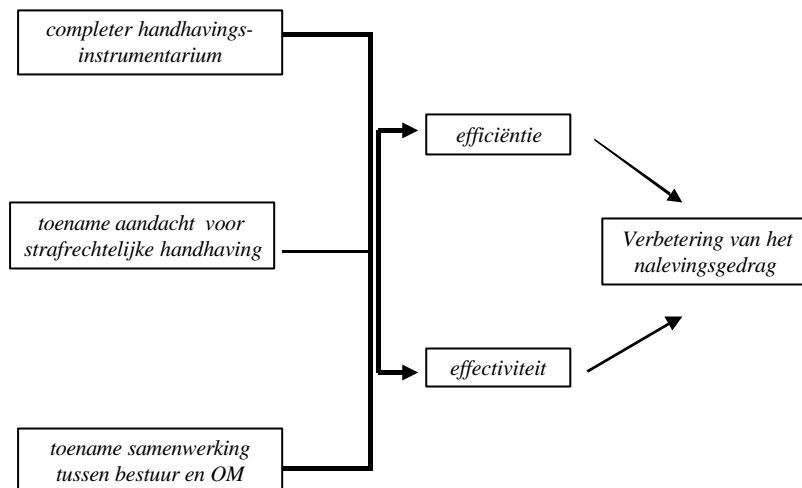 completer handhavings-
instrumentarium
efficiëntie
toename aandacht voor
strafrechtelijke handhaving
Verbetering van het
nalevingsgedrag
effectiviteit
toename samenwerking
tussen bestuur en OM